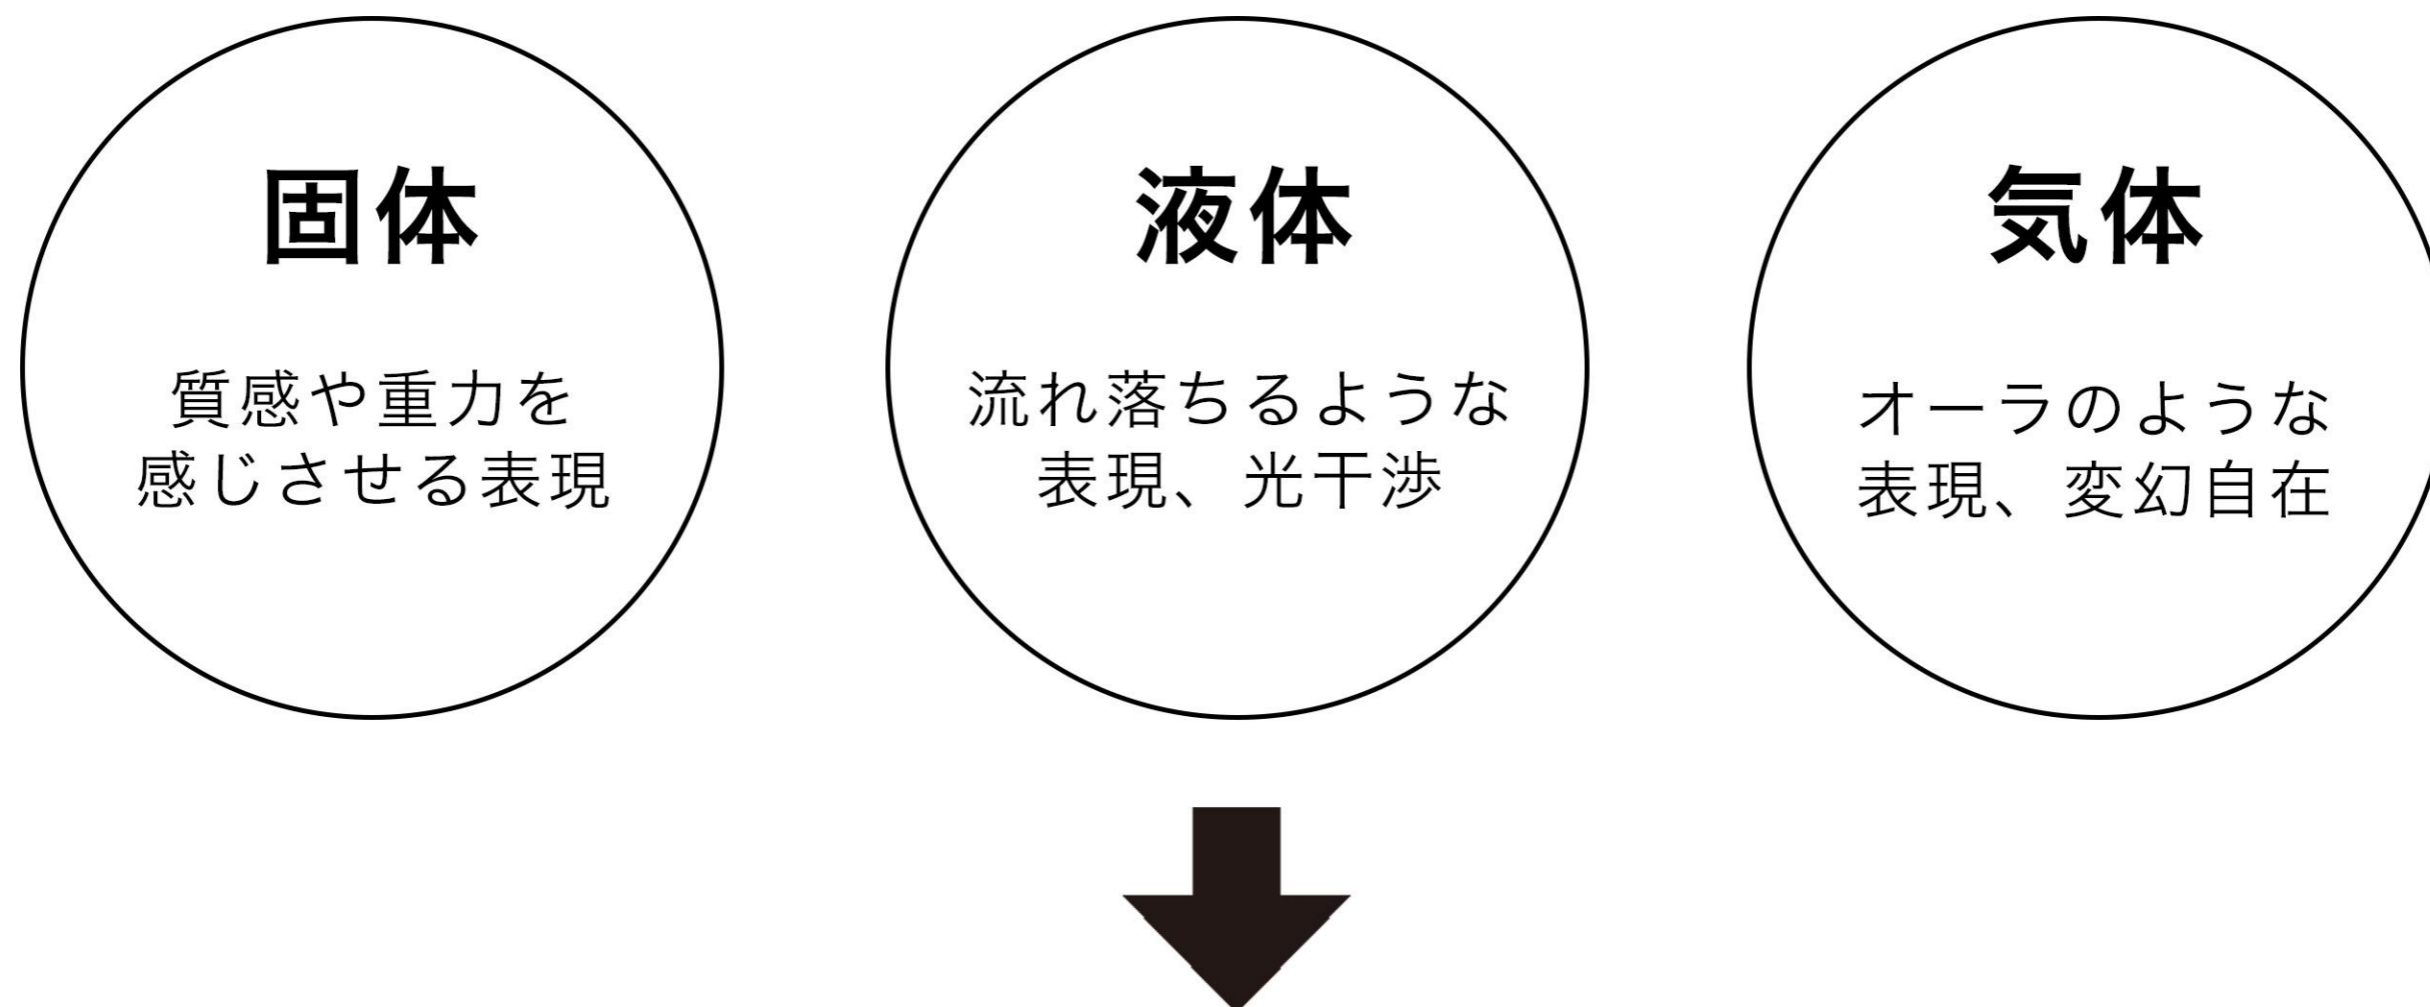 固体
質感や重力を
感じさせる表現
液体
流れ落ちるような
表現、光干渉
気体
オーラのような
表現、変幻自在